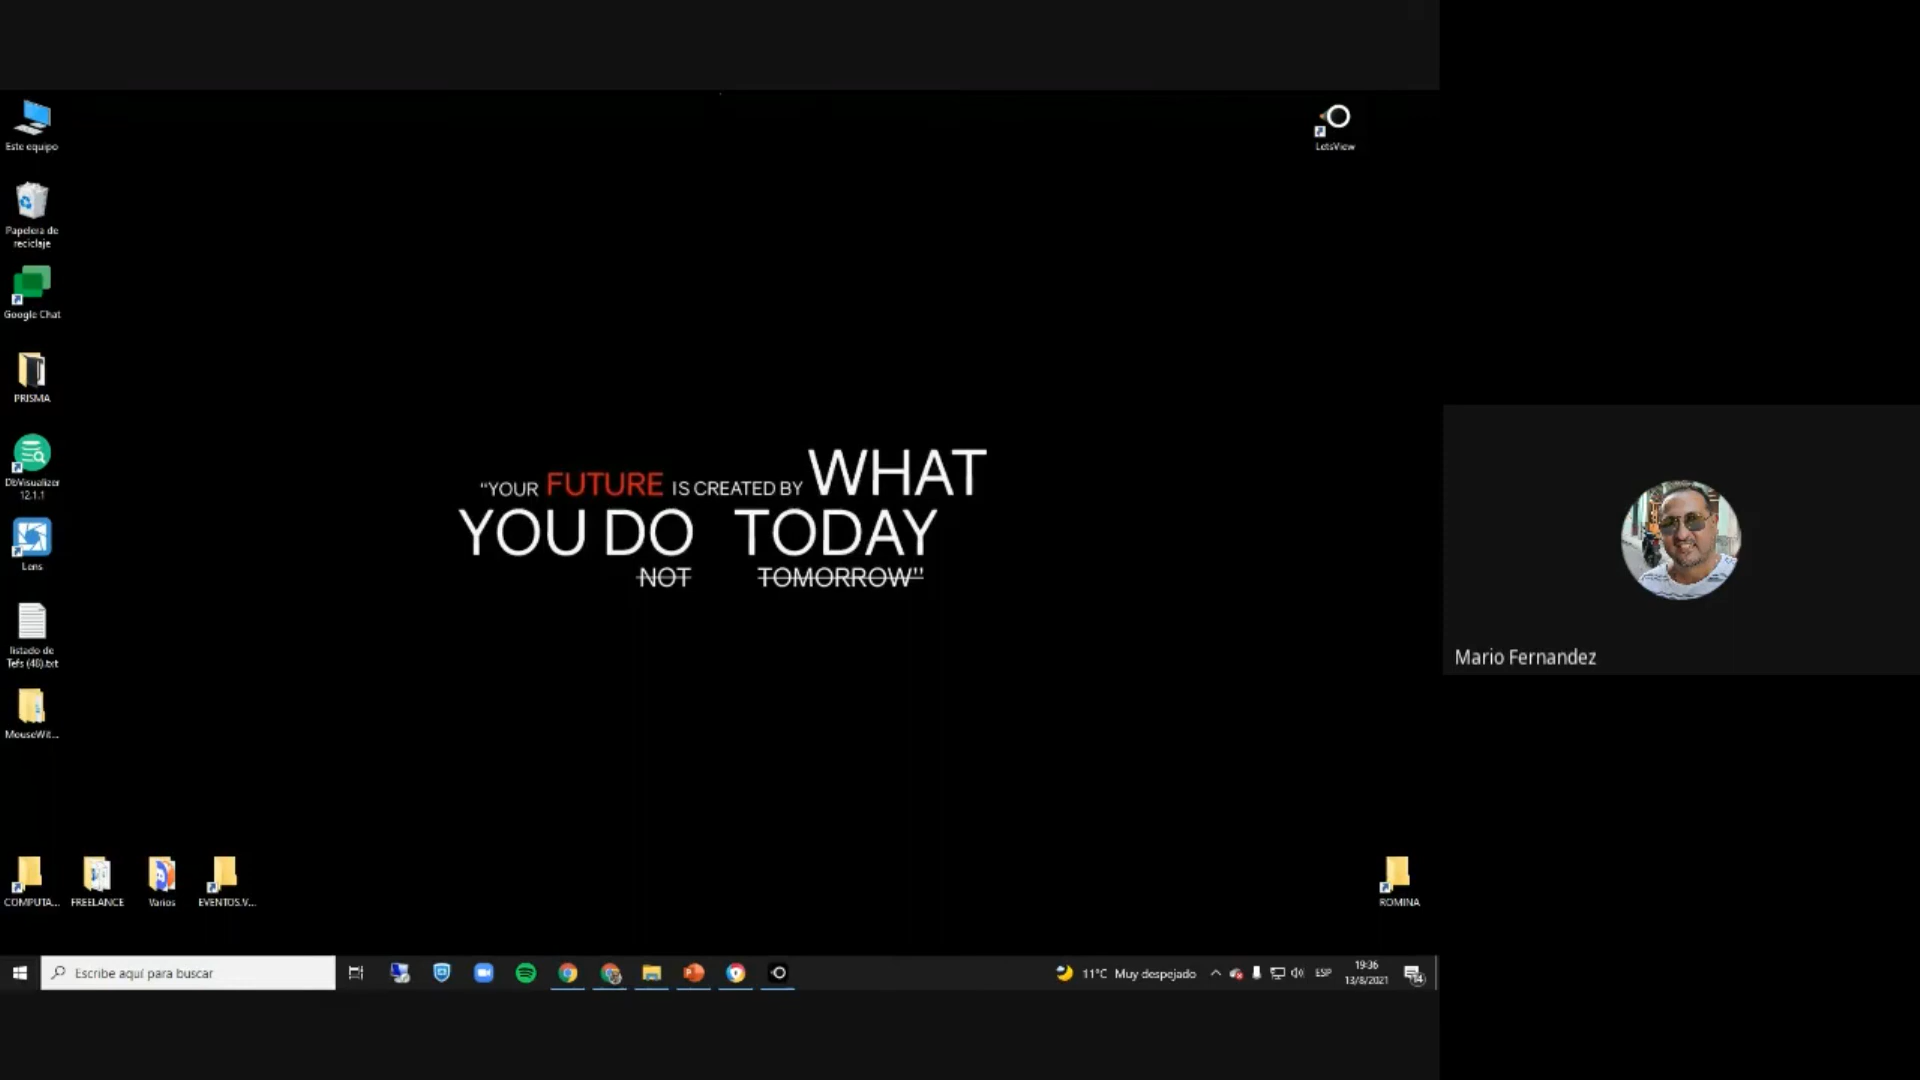 Este equipo
LetsView
Papelera de
reciclaje
Google Chat
PRISMA
DbVisualizer
12.1.1
Lens
listado de
Tefs (48).txt
MouseWit...
"YOUR FUTURE IS CREATED BY WHAT
YOU DO TODAY
NOT TOMORROW"
Mario Fernandez
COMPUTA...
FREELANCE
Varios
EVENTOS.V...
ROMINA
Escribe aquí para buscar
11°C Muy despejado
ESP
19:36
13/8/2021